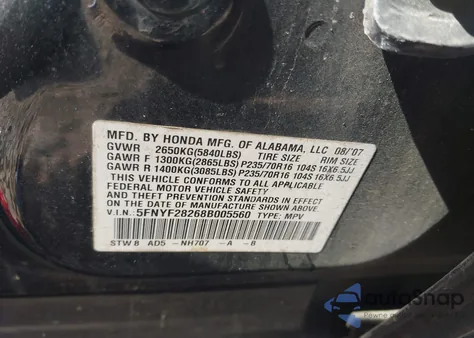 MFD. BY HONDA MFG. OF ALABAMA, LLC 08/'07
GVWR 2650KG(5840LBS) TIRE SIZE RIM SIZE
GAWR F 1300KG(2865LBS)P235/70R16 104S 16X6.5JJ
GAWR R 1400KG(3085LBS)P235/70R16 104S 16X6.5JJ
THIS VEHICLE CONFORMS TO ALL APPLICABLE
FEDERAL MOTOR VEHICLE SAFETY
AND THEFT PREVENTION STANDARDS IN EFFECT ON
THE DATE OF MANUFACTURE SHOWN ABOVE.
V.I.N.: 5FNYF28268B005560 TYPE: MPV
STW8 AD5 -NH707 -A -B
autoSnap